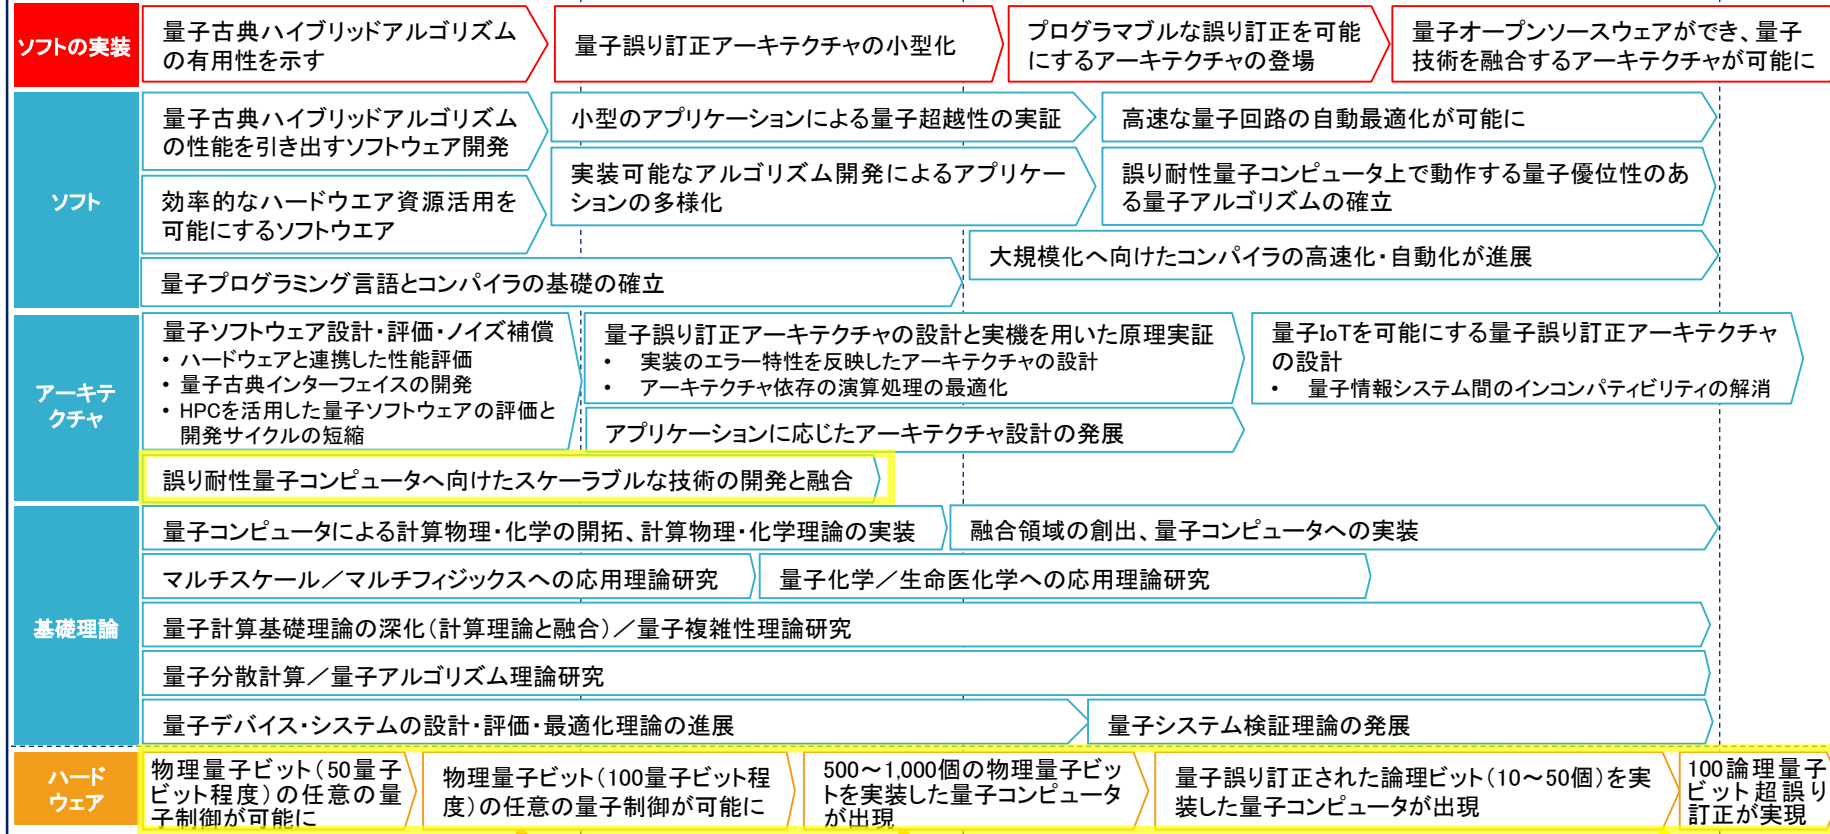 ソフトの実装
量子古典ハイブリッドアルゴリズム
の有用性を示す
量子誤り訂正アーキテクチャの小型化
プログラマブルな誤り訂正を可能
にするアーキテクチャの登場
量子オープンソースウェアができ、量子
技術を融合するアーキテクチャが可能に
ソフト
量子古典ハイブリッドアルゴリズム
の性能を引き出すソフトウェア開発
小型のアプリケーションによる量子超越性の実証
高速な量子回路の自動最適化が可能に
効率的なハードウエア資源活用を
可能にするソフトウエア
実装可能なアルゴリズム開発によるアプリケー
ションの多様化
誤り耐性量子コンピュータ上で動作する量子優位性のあ
る量子アルゴリズムの確立
量子プログラミング言語とコンパイラの基礎の確立
大規模化へ向けたコンパイラの高速化・自動化が進展
アーキテ
クチャ
量子ソフトウェア設計・評価・ノイズ補償
• ハードウェアと連携した性能評価
• 量子古典インターフェイスの開発
• HPCを活用した量子ソフトウェアの評価と
開発サイクルの短縮
量子誤り訂正アーキテクチャの設計と実機を用いた原理実証
• 実装のエラー特性を反映したアーキテクチャの設計
• アーキテクチャ依存の演算処理の最適化
量子IoTを可能にする量子誤り訂正アーキテクチャ
の設計
• 量子情報システム間のインコンパティビリティの解消
アプリケーションに応じたアーキテクチャ設計の発展
誤り耐性量子コンピュータへ向けたスケーラブルな技術の開発と融合
基礎理論
量子コンピュータによる計算物理・化学の開拓、計算物理・化学理論の実装
融合領域の創出、量子コンピュータへの実装
マルチスケール／マルチフィジックスへの応用理論研究
量子化学／生命医化学への応用理論研究
量子計算基礎理論の深化（計算理論と融合）／量子複雑性理論研究
量子分散計算／量子アルゴリズム理論研究
量子デバイス・システムの設計・評価・最適化理論の進展
量子システム検証理論の発展
ハード
ウェア
物理量子ビット（50量子
ビット程度）の任意の量
子制御が可能に
物理量子ビット（100量子ビット程
度）の任意の量子制御が可能に
500～1,000個の物理量子ビッ
トを実装した量子コンピュータ
が出現
量子誤り訂正された論理ビット（10～50個）を実
装した量子コンピュータが出現
100論理量子
ビット超誤り
訂正が実現